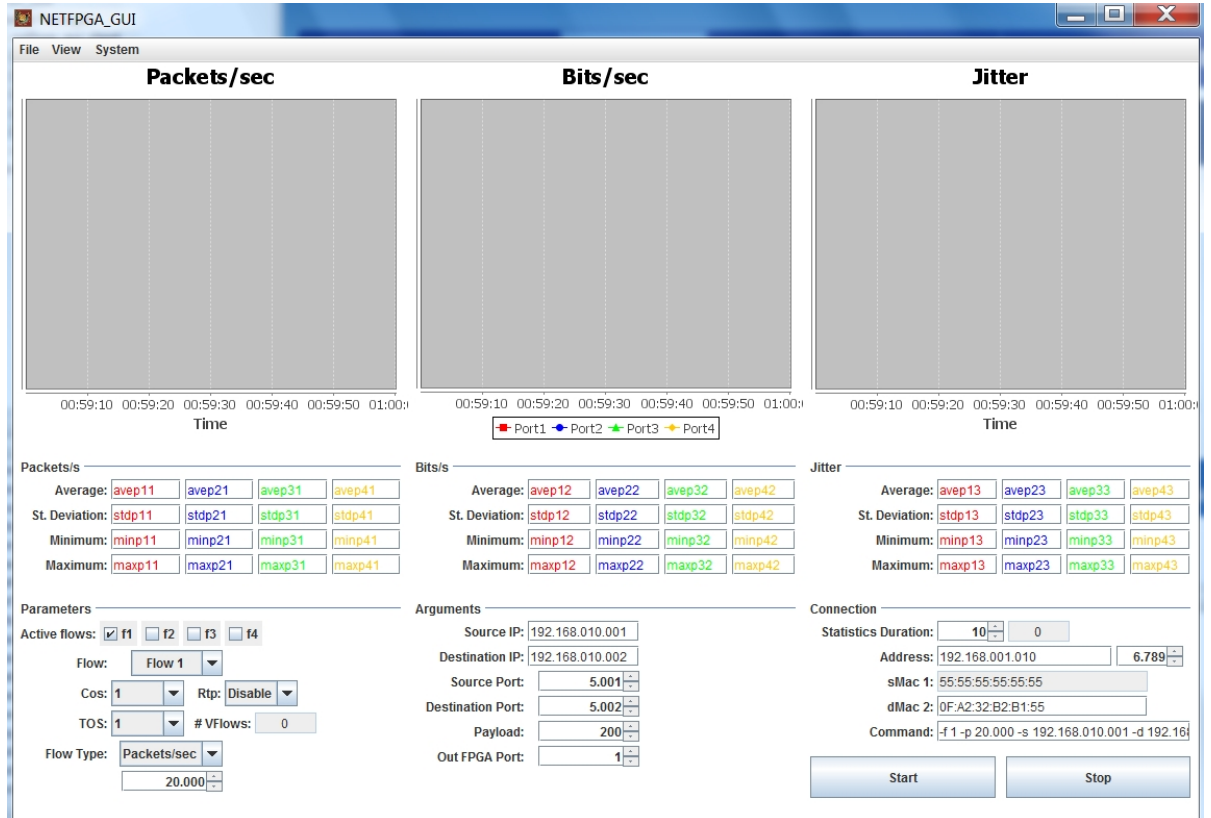 NETFPGA_GUI
File View System
Packets/sec Bits/sec Jitter
00:59:10 00:59:20 00:59:30 00:59:40 00:59:50 00:59:10 00:59:20 00:59:30 00:59:40 00:59:50 00:59:10 00:59:20 00:59:30 00:59:40 00:59:50
Time Time
Port1 Port2 Port3 Port4
Packets/s Bits/s Jitter
Average: avep11 avep21 avep31 avep41 Average: avep12 avep22 avep32 avep42 Average: avep13 avep23 avep33 avep43
St. Deviation: stdp11 stdp21 stdp31 stdp41 St. Deviation: stdp12 stdp22 stdp32 stdp42 St. Deviation: stdp13 stdp23 stdp33 stdp43
Minimum: minp11 minp21 minp31 minp41 Minimum: minp12 minp22 minp32 minp42 Minimum: minp13 minp23 minp33 minp43
Maximum: maxp11 maxp21 maxp31 maxp41 Maximum: maxp12 maxp22 maxp32 maxp42 Maximum: maxp13 maxp23 maxp33 maxp43
Parameters Arguments Connection
Active flows: f1 f2 f3 f4 Source IP: 192.168.010.001 Statistics Duration: 10 0
Flow: Flow 1 Destination IP: 192.168.010.002 Address: 192.168.001.010 6.789
Cos: 1 Rtp: Disable Source Port: 5.001 sMac 1: 55:55:55:55:55:55
TOS: 1 # VFlows: 0 Destination Port: 5.002 dMac 2: 0F:A2:32:B2:B1:55
Payload: 200 Command: -f 1 -p 20.000 -s 192.168.010.001 -d 192.16
Flow Type: Packets/sec Out FPGA Port: 1
20.000 Start Stop